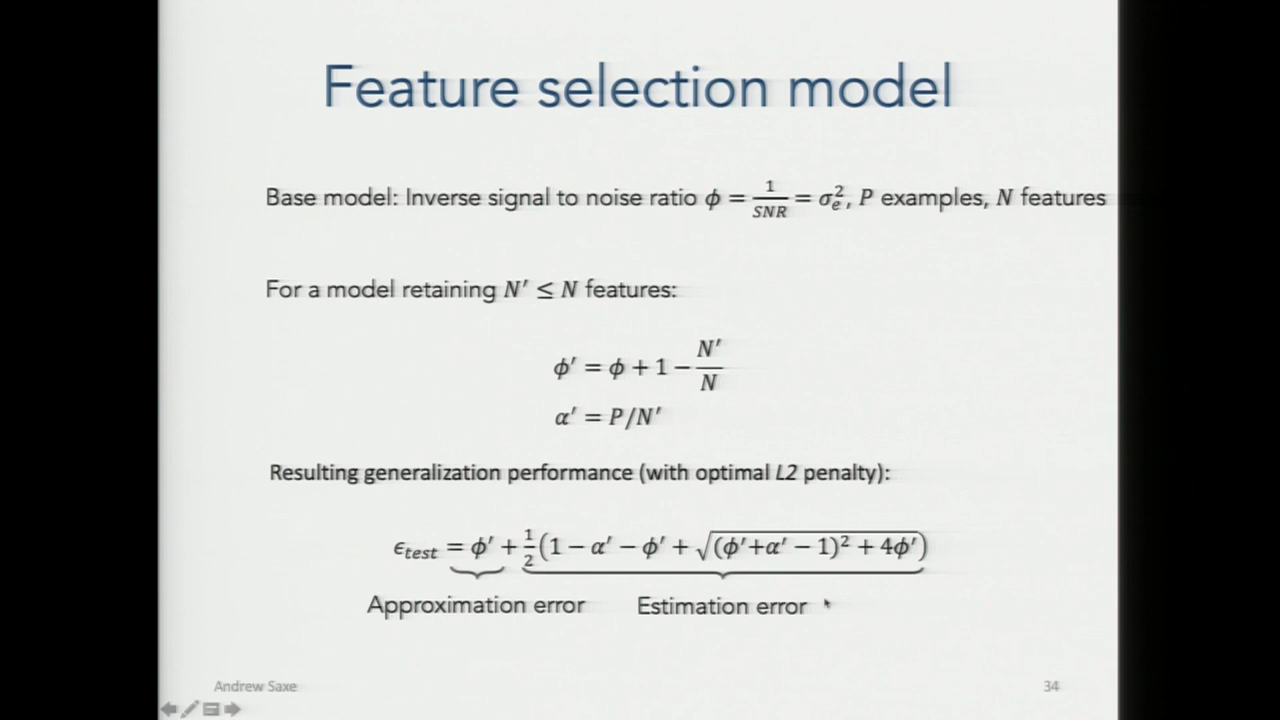 Feature selection model
Base model: Inverse signal to noise ratio ϕ = 1/SNR = σₑ², P examples, N features
For a model retaining N′ ≤ N features:
ϕ′ = ϕ + 1 − N′/N
α′ = P/N′
Resulting generalization performance (with optimal L2 penalty):
ϵ_test = ϕ′ + 1/2(1 − α′ − ϕ′ + √((ϕ′+α′ − 1)² + 4ϕ′))
Approximation error Estimation error
Andrew Saxe 34